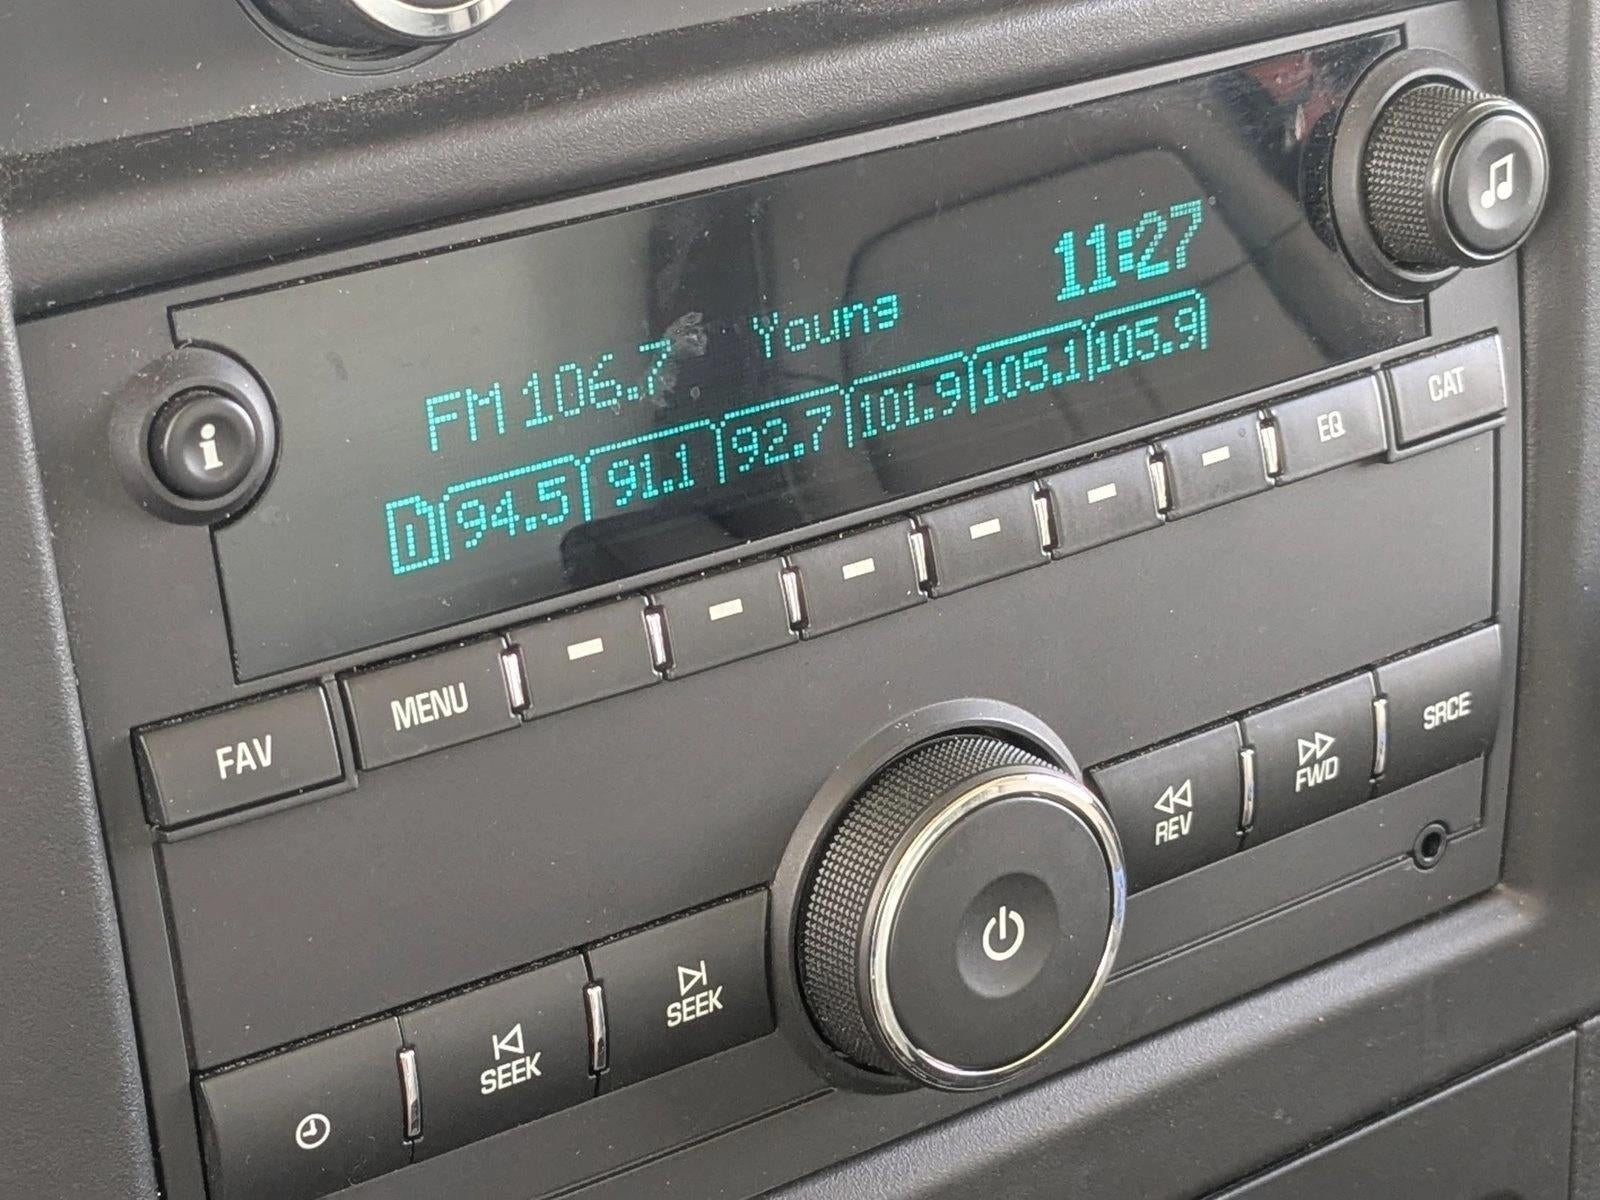 11:27
FM 106.7 Young
1 94.5 91.1 92.7 101.9 105.1 105.9
i
FAV MENU EQ CAT
REV FWD SRCE
SEEK SEEK